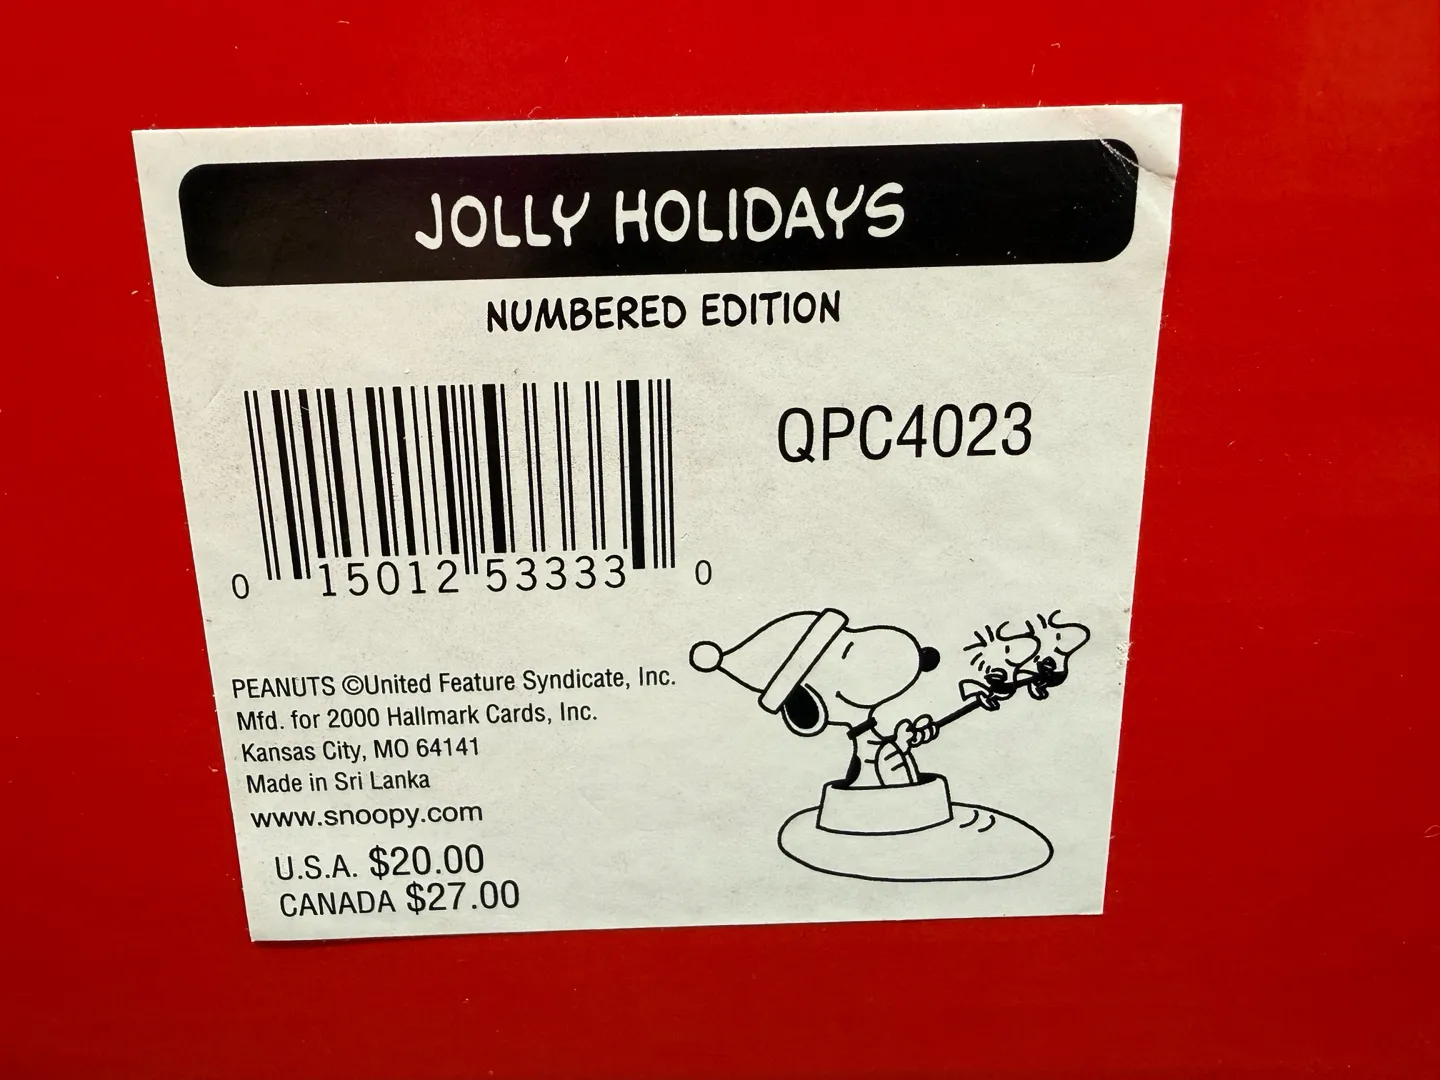 JOLLY HOLIDAYS
NUMBERED EDITION
QPC4023
0 15012 53333 0
PEANUTS ©United Feature Syndicate, Inc.
Mfd. for 2000 Hallmark Cards, Inc.
Kansas City, MO 64141
Made in Sri Lanka
www.snoopy.com
U.S.A. $20.00
CANADA $27.00